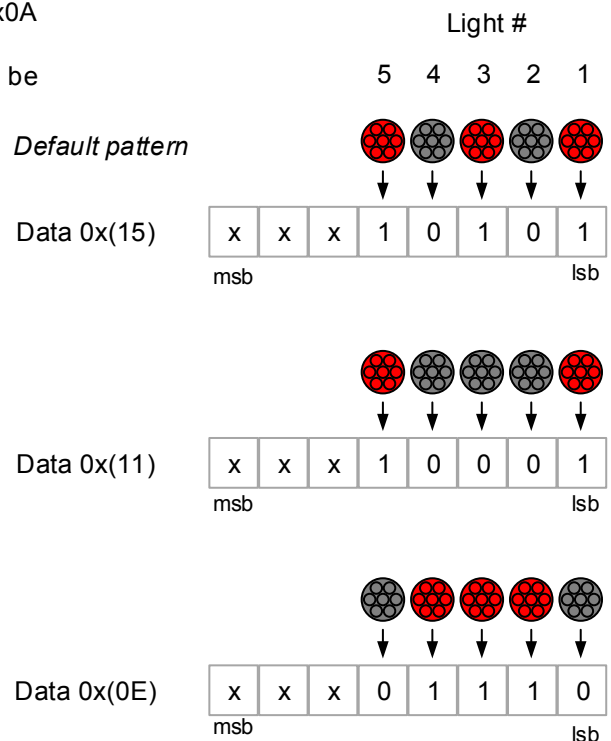 x0A
Light #
be
5 4 3 2 1
Default pattern
Data 0x(15)
x x x 1 0 1 0 1
msb lsb
Data 0x(11)
x x x 1 0 0 0 1
msb lsb
Data 0x(0E)
x x x 0 1 1 1 0
msb lsb